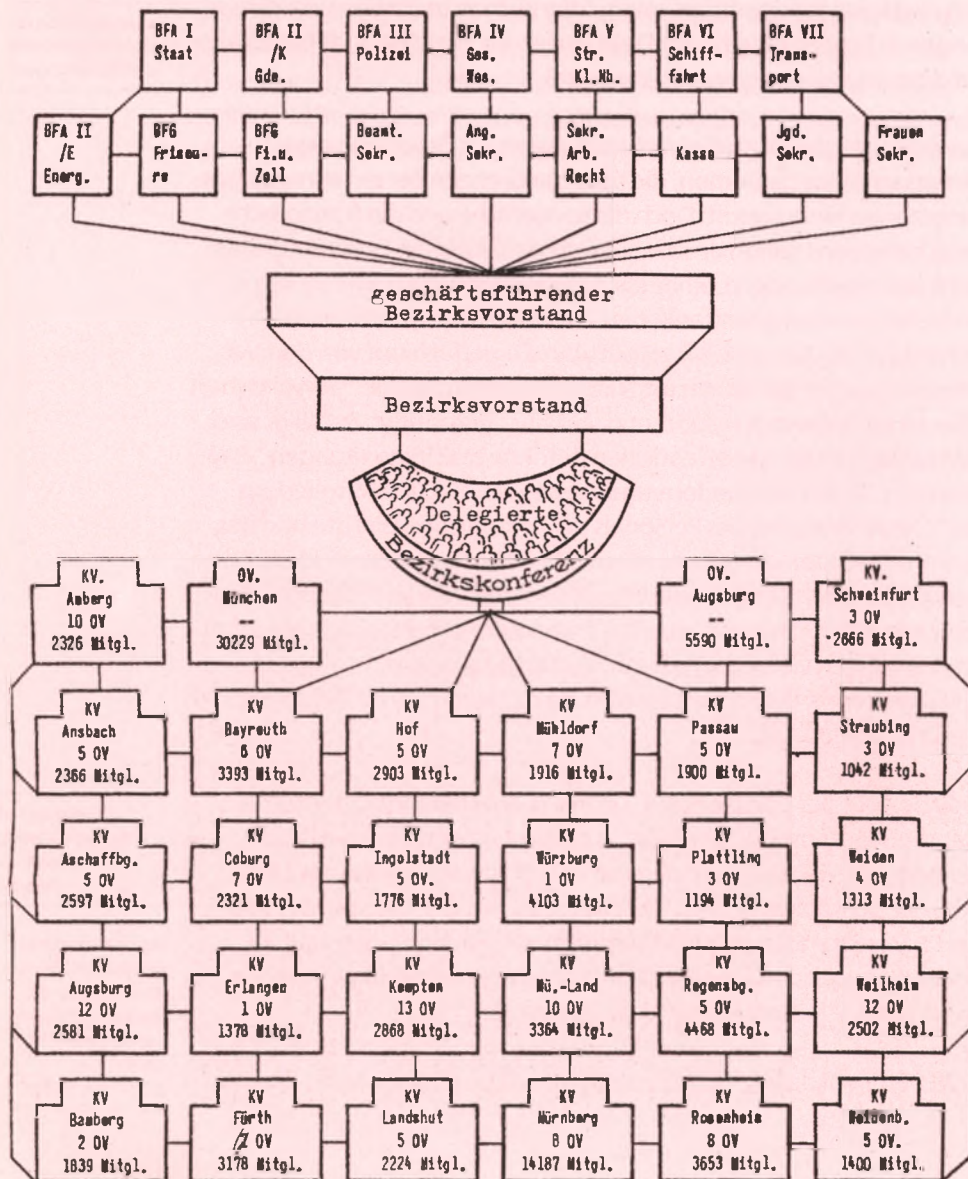 BFA I
Staat
BFA II
/K
Gde.
BFA III
Polizei
BFA IV
Ges.
Wes.
BFA V
Str.
Kl.Nb.
BFA VI
Schiff-
fahrt
BFA VII
Trans-
port
BFA II
/E
Energ.
BFG
Friseu-
re
BFG
Fi.u.
Zoll
Beamt.
Sekr.
Ang.
Sekr.
Sekr.
Arb.
Recht
Kasse
Jgd.
Sekr.
Frauen
Sekr.
geschäftsführender
Bezirksvorstand
Bezirksvorstand
Delegierte
Bezirkskonferenz
KV.
Amberg
10 OV
2326 Mitgl.
OV.
München
--
30229 Mitgl.
OV.
Augsburg
--
5590 Mitgl.
KV.
Schweinfurt
3 OV
2666 Mitgl.
KV
Ansbach
5 OV
2366 Mitgl.
KV
Bayreuth
6 OV
3393 Mitgl.
KV
Hof
5 OV
2903 Mitgl.
KV
Mühldorf
7 OV
1916 Mitgl.
KV
Passau
5 OV
1900 Mitgl.
KV
Straubing
3 OV
1042 Mitgl.
KV
Aschaffbg.
5 OV
2597 Mitgl.
KV
Coburg
7 OV
2321 Mitgl.
KV
Ingolstadt
5 OV.
1776 Mitgl.
KV
Würzburg
1 OV
4103 Mitgl.
KV
Plattling
3 OV
1194 Mitgl.
KV
Weiden
4 OV
1313 Mitgl.
KV
Augsburg
12 OV
2581 Mitgl.
KV
Erlangen
1 OV
1378 Mitgl.
KV
Kempten
13 OV
2868 Mitgl.
KV
Mü.-Land
10 OV
3364 Mitgl.
KV
Regensbg.
5 OV
4468 Mitgl.
KV
Weilheim
12 OV
2502 Mitgl.
KV
Bamberg
2 OV
1839 Mitgl.
KV
Fürth
OV
3178 Mitgl.
KV
Landshut
5 OV
2224 Mitgl.
KV
Nürnberg
8 OV
14187 Mitgl.
KV
Rosenheim
8 OV
3653 Mitgl.
KV
Weißenb.
5 OV.
1400 Mitgl.